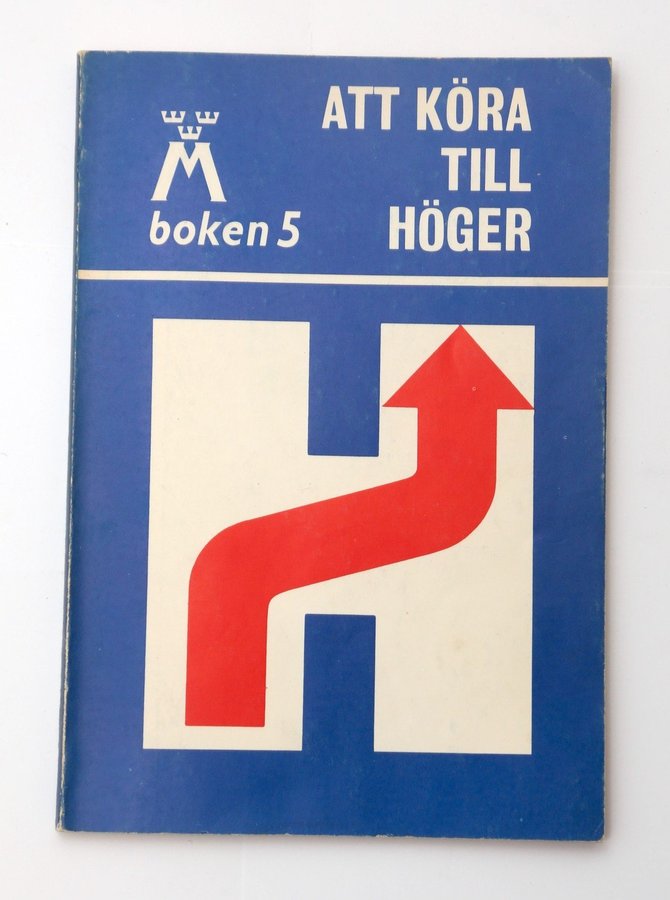 M
boken 5
ATT KÖRA
TILL
HÖGER
H